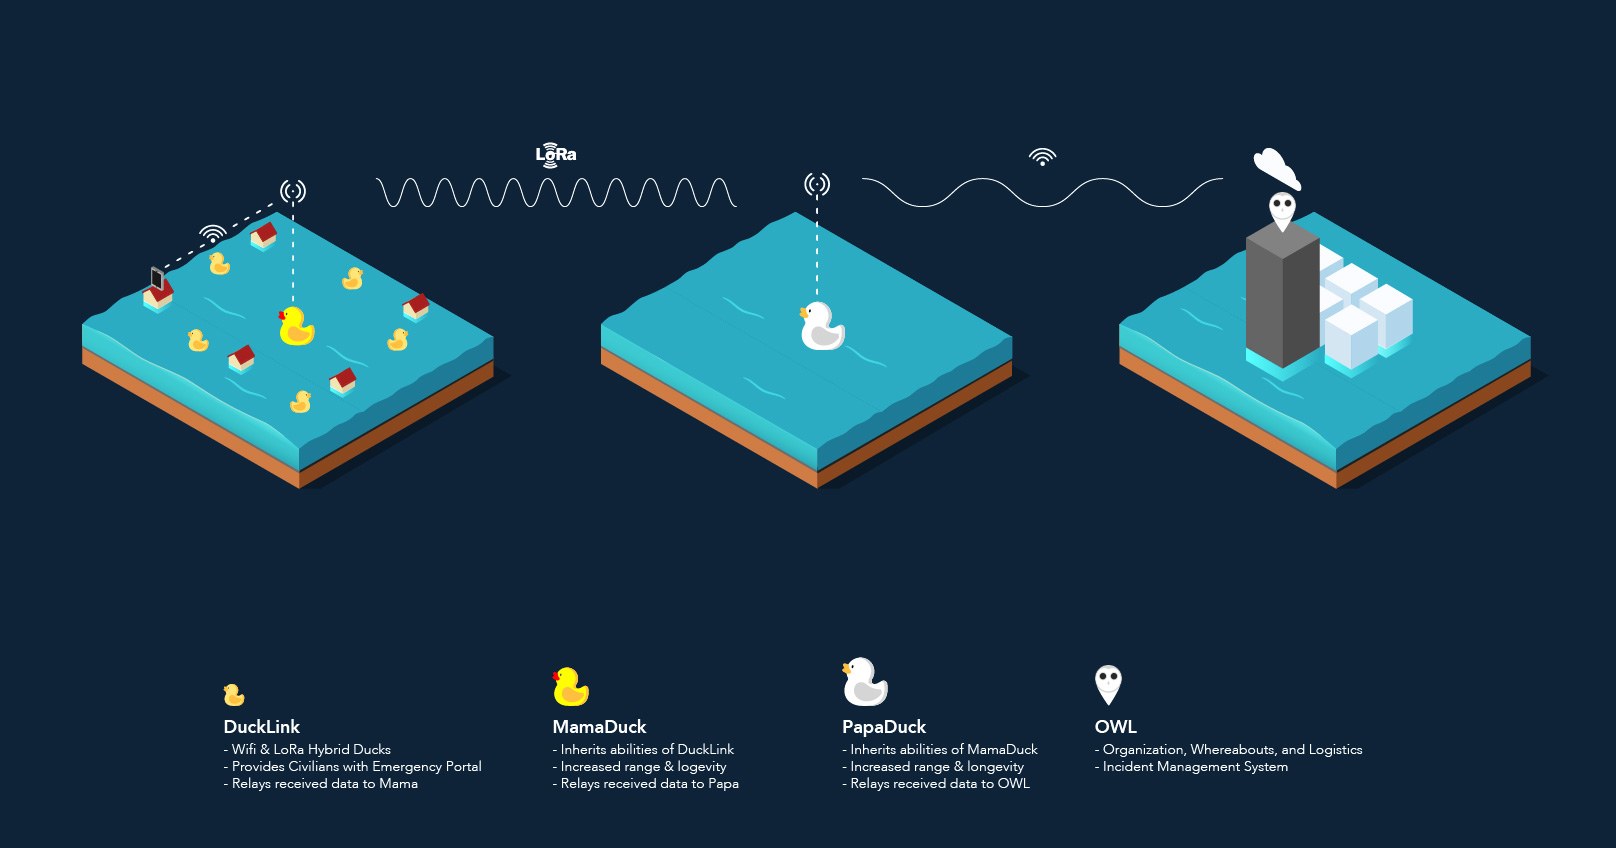 LoRa
DuckLink
- Wifi & LoRa Hybrid Ducks
- Provides Civilians with Emergency Portal
- Relays received data to Mama
MamaDuck
- Inherits abilities of DuckLink
- Increased range & logevity
- Relays received data to Papa
PapaDuck
- Inherits abilities of MamaDuck
- Increased range & longevity
- Relays received data to OWL
OWL
- Organization, Whereabouts, and Logistics
- Incident Management System